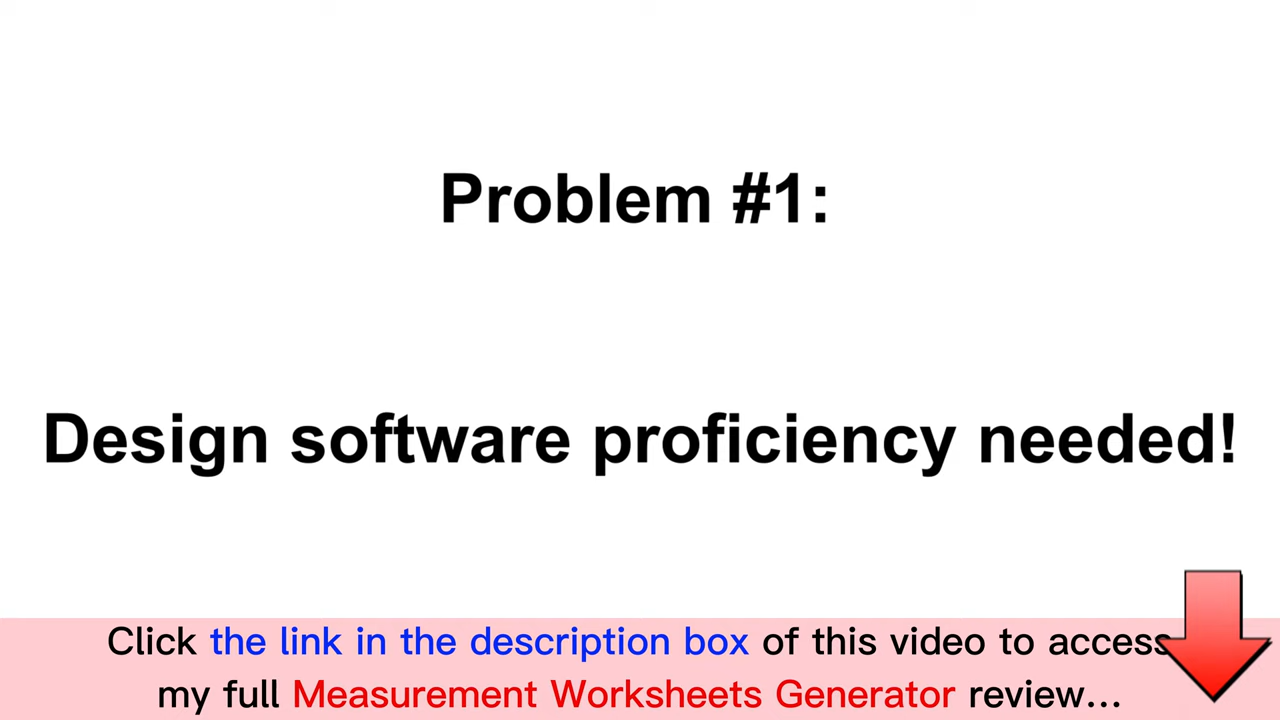 Problem #1:
Design software proficiency needed!
Click the link in the description box of this video to access
my full Measurement Worksheets Generator review...